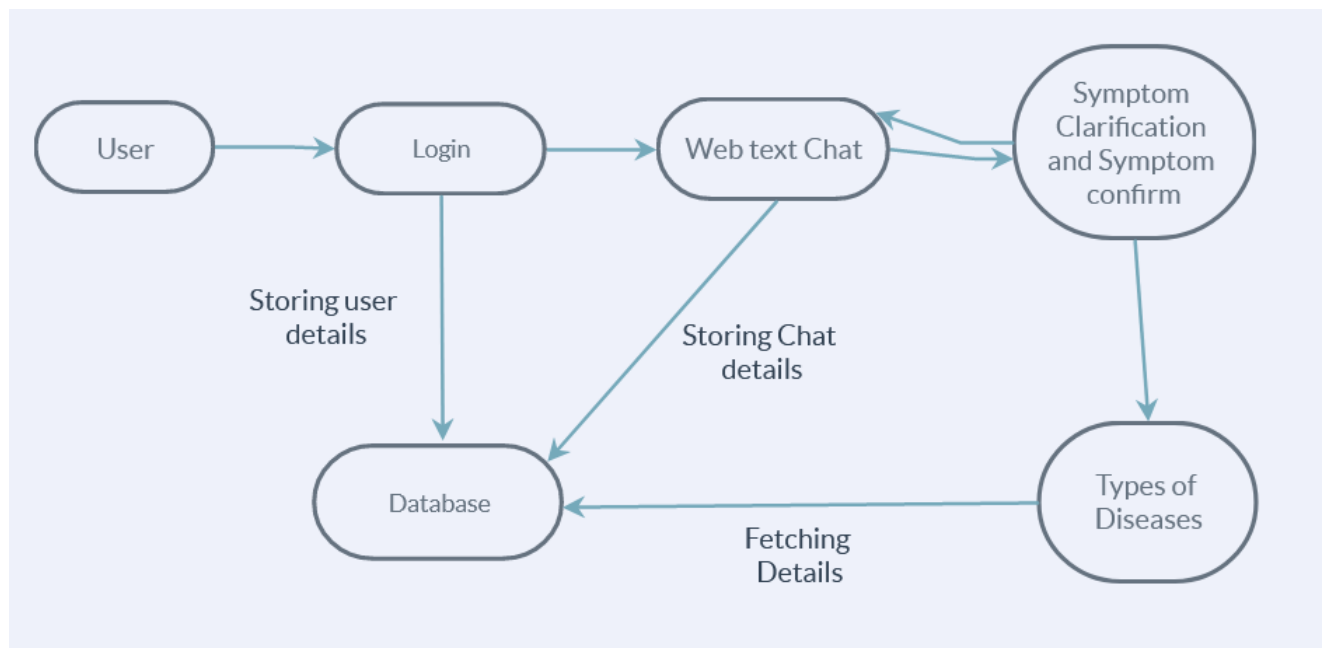 User
Login
Web text Chat
Symptom
Clarification
and Symptom
confirm
Storing user
details
Storing Chat
details
Database
Types of
Diseases
Fetching
Details